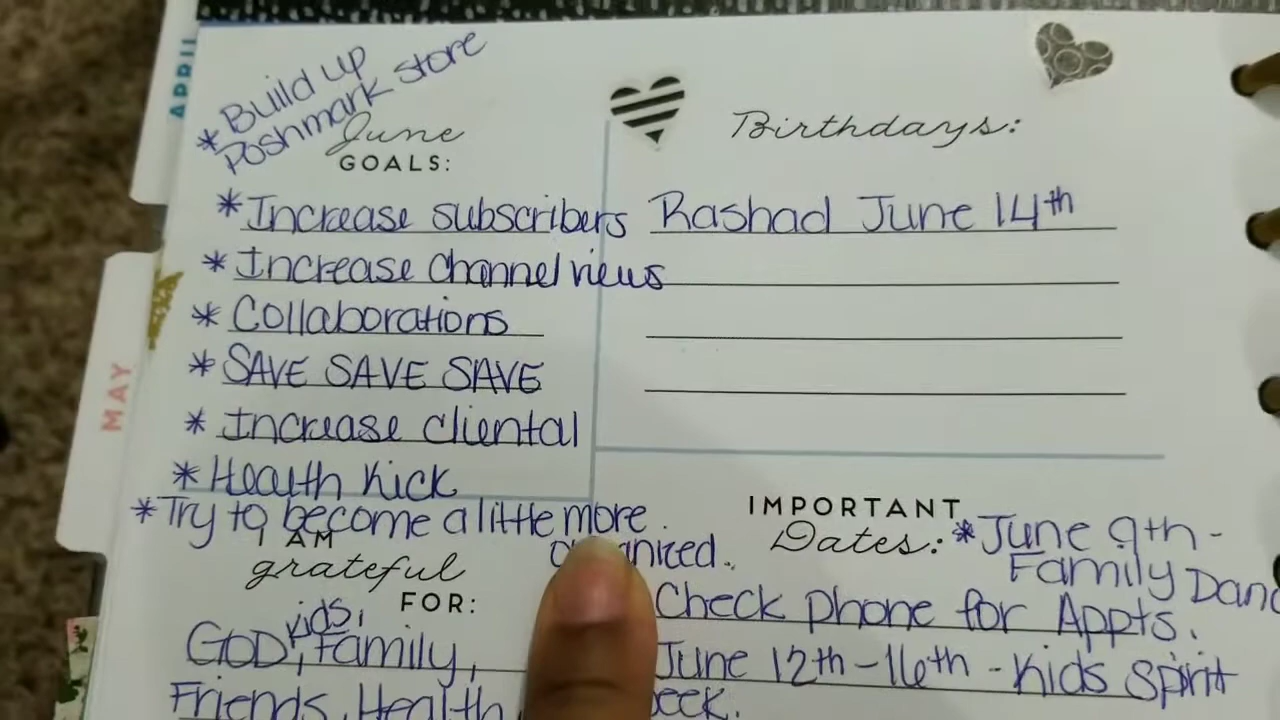 APRIL
MAY
* Build up
Poshmark store
June
GOALS:
* Increase subscribers
* Increase Channel views
* Collaborations
* SAVE SAVE SAVE
* Increase cliental
* Health Kick
* Try to become a little more
Birthdays:
Rashad June 14th
I AM
grateful
FOR:
GOD, kids, Family,
Friends, Health
IMPORTANT
Dates: * June 9th -
Family
Check phone for Appts.
June 12th - 16th - Kids Spirit